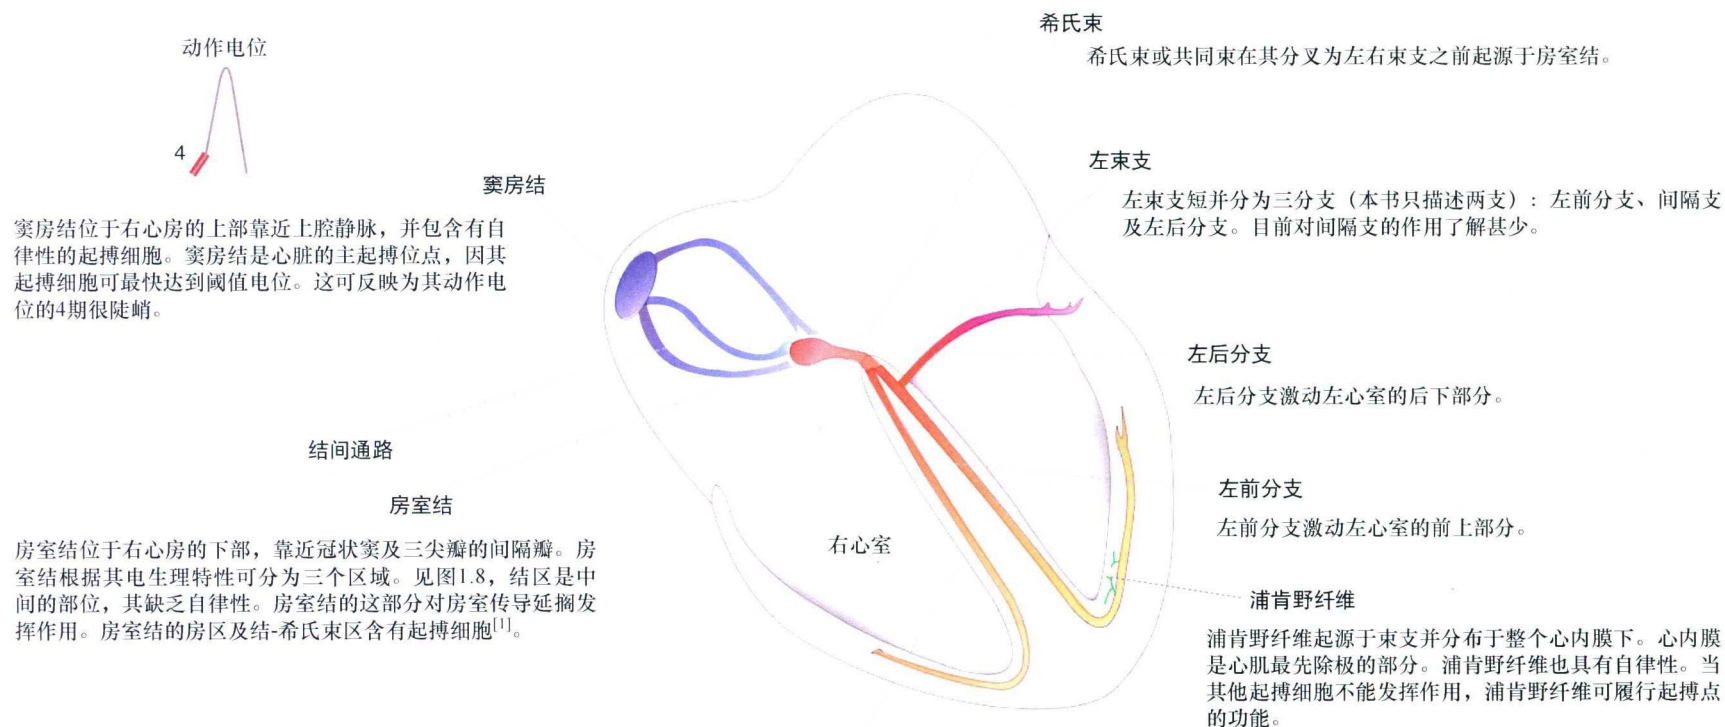 动作电位
4
窦房结
窦房结位于右心房的上部靠近上腔静脉，并包含有自
律性的起搏细胞。窦房结是心脏的主起搏位点，因其
起搏细胞可最快达到阈值电位。这可反映为其动作电
位的4期很陡峭。
结间通路
房室结
房室结位于右心房的下部，靠近冠状窦及三尖瓣的间隔瓣。房
室结根据其电生理特性可分为三个区域。见图1.8，结区是中
间的部位，其缺乏自律性。房室结的这部分对房室传导延搁发
挥作用。房室结的房区及结-希氏束区含有起搏细胞[1]。
右心室
希氏束
希氏束或共同束在其分叉为左右束支之前起源于房室结。
左束支
左束支短并分为三分支（本书只描述两支）：左前分支、间隔支
及左后分支。目前对间隔支的作用了解甚少。
左后分支
左后分支激动左心室的后下部分。
左前分支
左前分支激动左心室的前上部分。
浦肯野纤维
浦肯野纤维起源于束支并分布于整个心内膜下。心内膜
是心肌最先除极的部分。浦肯野纤维也具有自律性。当
其他起搏细胞不能发挥作用，浦肯野纤维可履行起搏点
的功能。